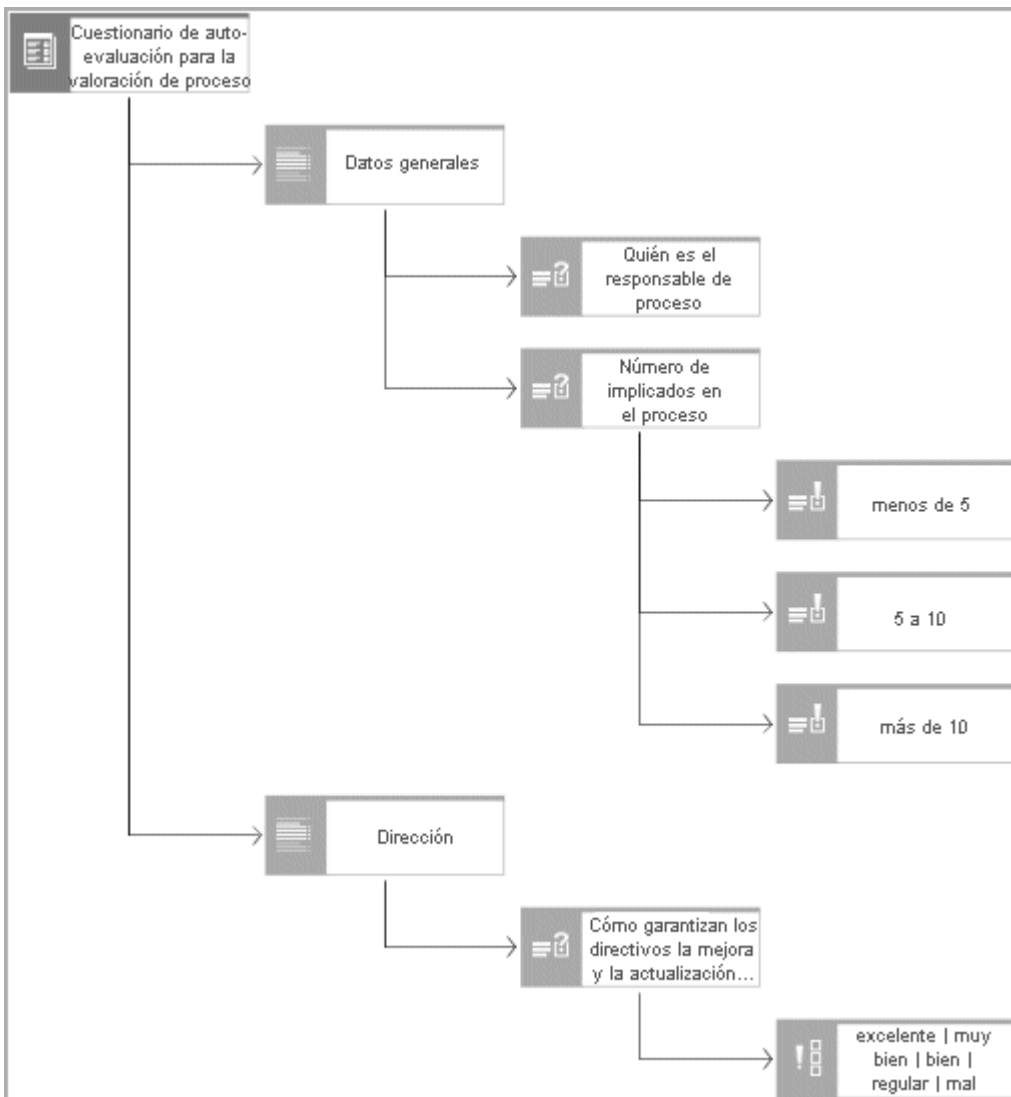 Cuestionario de auto-
evaluación para la
valoración de proceso
Datos generales
Quién es el
responsable de
proceso
Número de
implicados en
el proceso
menos de 5
5 a 10
más de 10
Dirección
Cómo garantizan los
directivos la mejora
y la actualización...
excelente | muy
bien | bien |
regular | mal